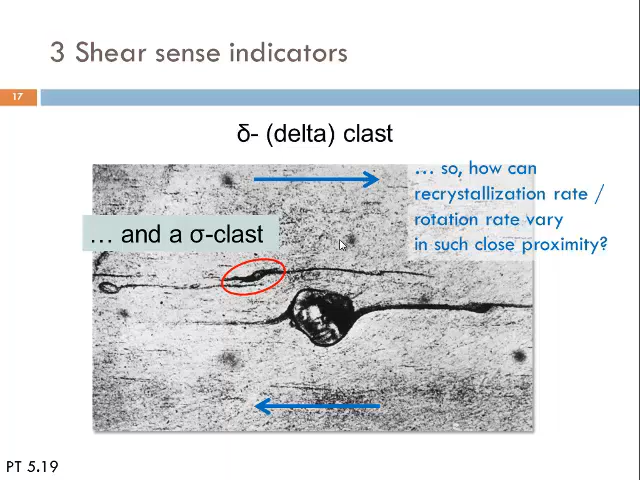 3 Shear sense indicators
17
δ- (delta) clast
… so, how can
recrystallization rate /
rotation rate vary
in such close proximity?
… and a σ-clast
PT 5.19